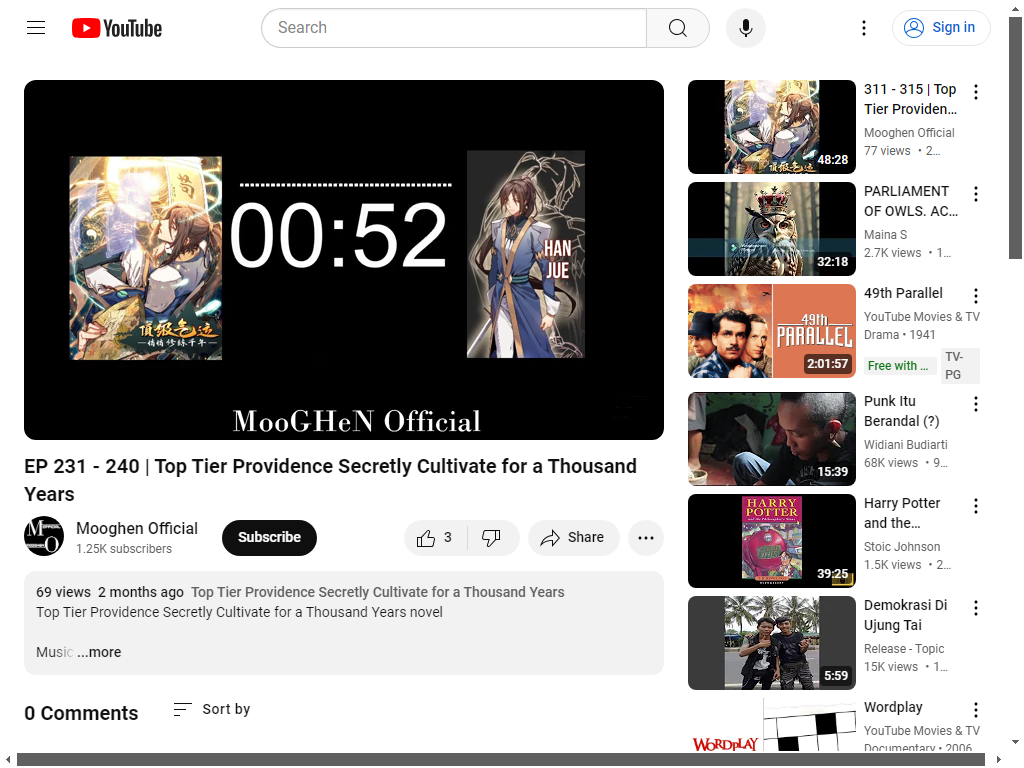 YouTube
Search
Sign in
00:52
HAN
JUE
頂級氣運
悄悄修練千年
MooGHeN Official
EP 231 - 240 | Top Tier Providence Secretly Cultivate for a Thousand
Years
Mooghen Official
1.25K subscribers
Subscribe
3
Share
69 views 2 months ago Top Tier Providence Secretly Cultivate for a Thousand Years
Top Tier Providence Secretly Cultivate for a Thousand Years novel
Music ...more
0 Comments
Sort by
48:28
311 - 315 | Top
Tier Providen...
Mooghen Official
77 views • 2...
32:18
PARLIAMENT
OF OWLS. AC...
Maina S
2.7K views • 1...
49th
PARALLEL
2:01:57
49th Parallel
YouTube Movies & TV
Drama • 1941
Free with ...
TV-
PG
15:39
Punk Itu
Berandal (?)
Widiani Budiarti
68K views • 9...
HARRY
POTTER
39:25
Harry Potter
and the...
Stoic Johnson
1.5K views • 2...
5:59
Demokrasi Di
Ujung Tai
Release - Topic
15K views • 1...
WORDPLAY
Wordplay
YouTube Movies & TV
Documentary • 2006